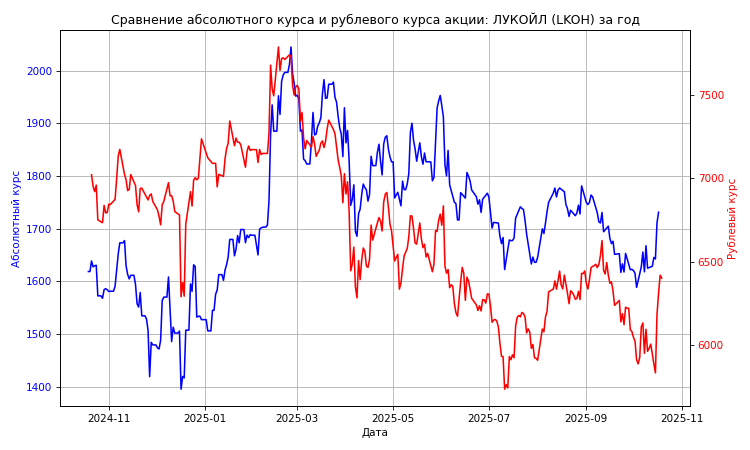 Сравнение абсолютного курса и рублевого курса акции: ЛУКОЙЛ (LKOH) за год
2000
1900
1800
1700
1600
1500
1400
Абсолютный курс
7500
7000
6500
6000
Рублевый курс
2024-11 2025-01 2025-03 2025-05 2025-07 2025-09 2025-11
Дата